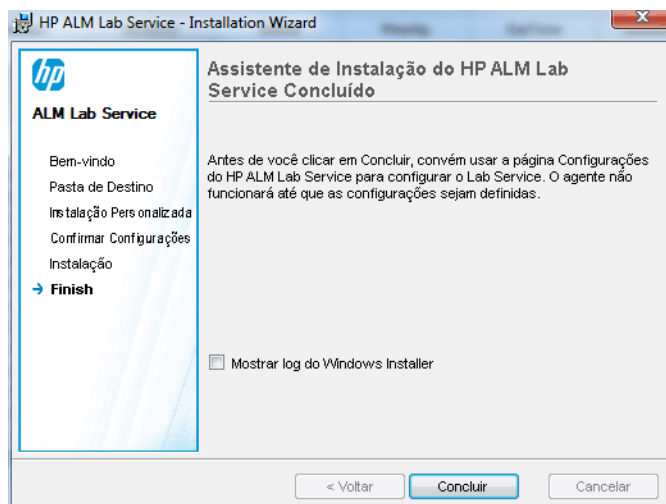 HP ALM Lab Service - Installation Wizard
hp
ALM Lab Service
Bem-vindo
Pasta de Destino
Instalação Personalizada
Confirmar Configurações
Instalação
Finish
Assistente de Instalação do HP ALM Lab
Service Concluído
Antes de você clicar em Concluir, convém usar a página Configurações
do HP ALM Lab Service para configurar o Lab Service. O agente não
funcionará até que as configurações sejam definidas.
Mostrar log do Windows Installer
< Voltar
Concluir
Cancelar